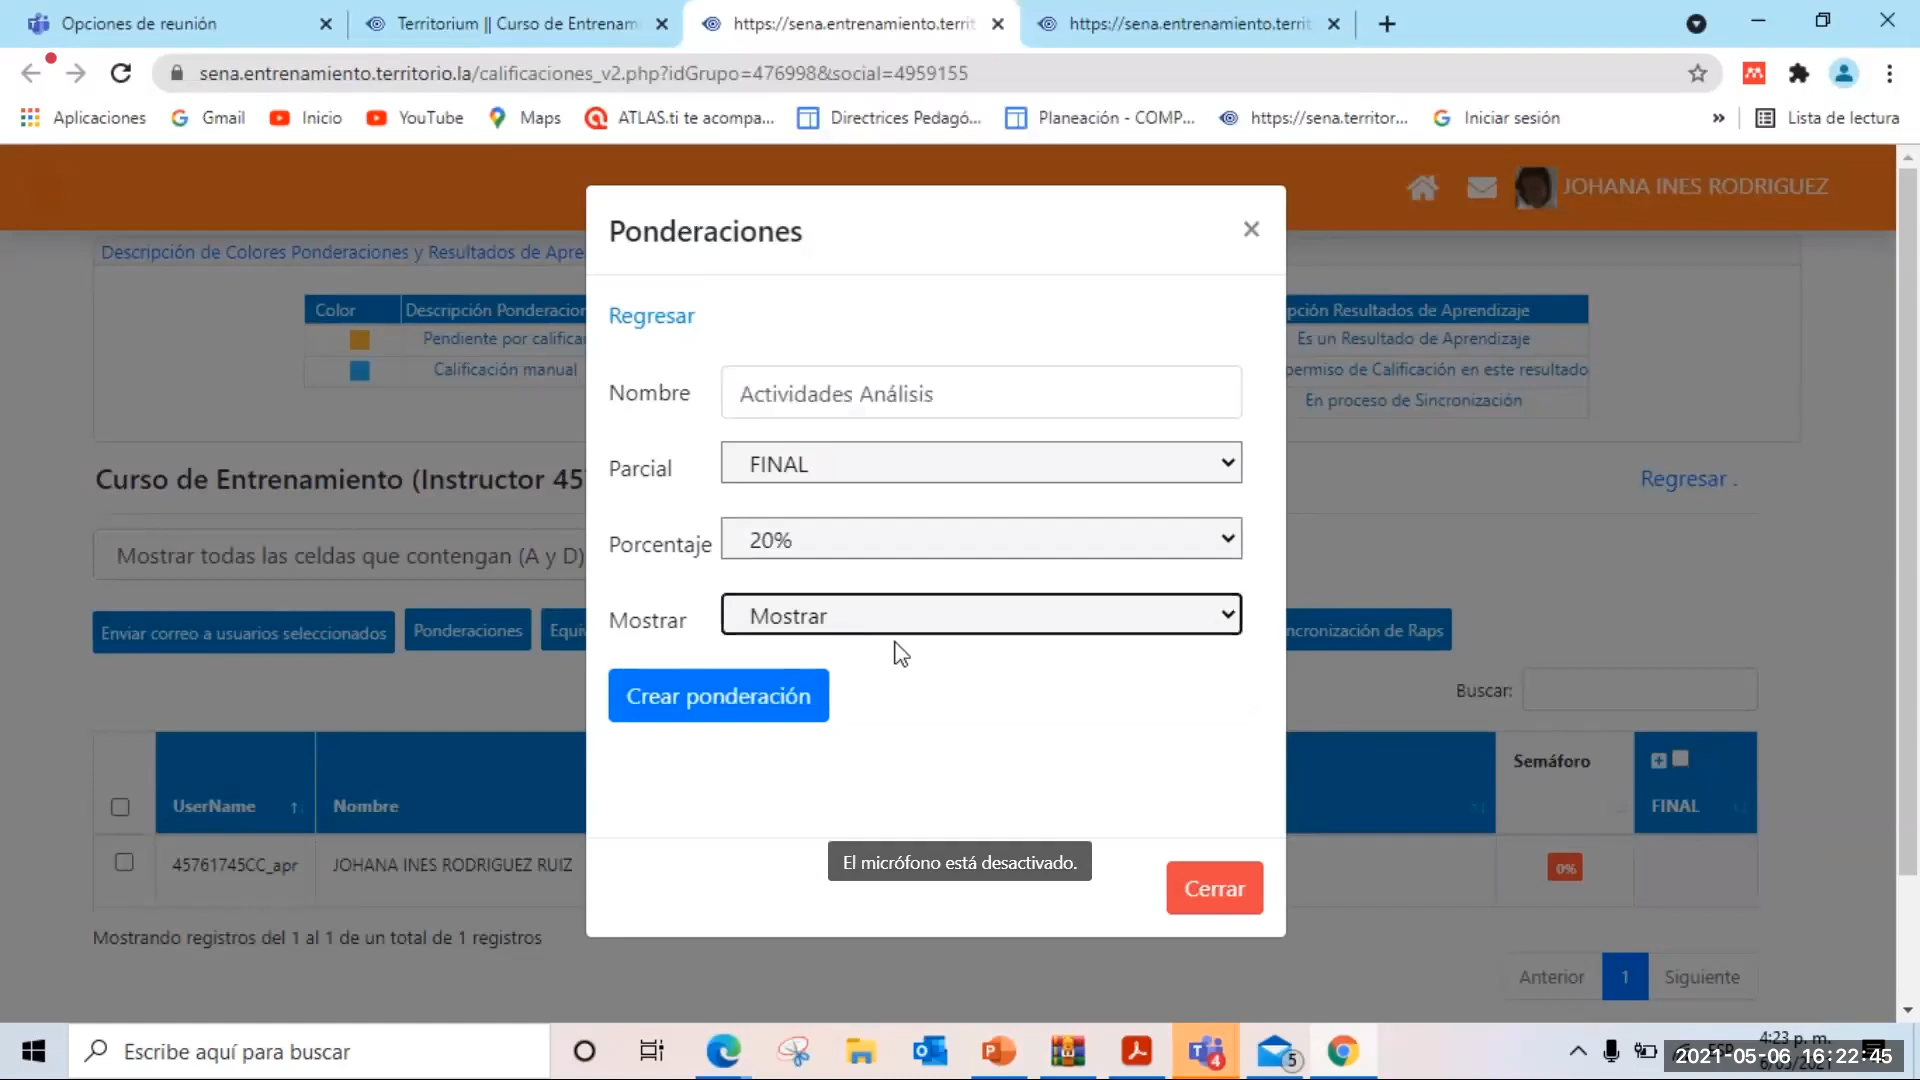 Opciones de reunión
Territorium || Curso de Entrenam
https://sena.entrenamiento.territ
https://sena.entrenamiento.territ
sena.entrenamiento.territorio.la/calificaciones_v2.php?idGrupo=476998&social=4959155
Aplicaciones
Gmail
Inicio
YouTube
Maps
ATLAS.ti te acompa...
Directrices Pedagó...
Planeación - COMP...
https://sena.territor...
Iniciar sesión
»
Lista de lectura
JOHANA INES RODRIGUEZ
Ponderaciones
Descripción de Colores Ponderaciones y Resultados de Apre
Regresar
Color
Descripción Ponderacion
pción Resultados de Aprendizaje
Pendiente por califica
Es un Resultado de Aprendizaje
Calificación manual
permiso de Calificación en este resultado
En proceso de Sincronización
Nombre
Actividades Análisis
Parcial
FINAL
Curso de Entrenamiento (Instructor 45
Regresar .
Porcentaje
20%
Mostrar todas las celdas que contengan (A y D)
Mostrar
Mostrar
Enviar correo a usuarios seleccionados
Ponderaciones
Equiv
ncronización de Raps
Crear ponderación
Buscar:
UserName
Nombre
Semáforo
FINAL
45761745CC_apr
JOHANA INES RODRIGUEZ RUIZ
0%
El micrófono está desactivado.
Cerrar
Mostrando registros del 1 al 1 de un total de 1 registros
Anterior
1
Siguiente
Escribe aquí para buscar
4
5
4:23 p. m.
2021-05-06 16:22:45